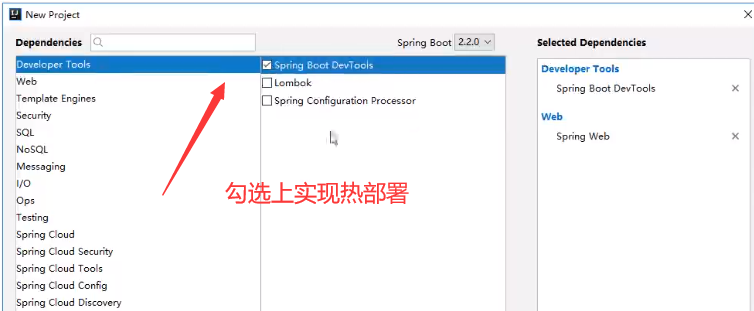 New Project
Dependencies
Spring Boot 2.2.0
Selected Dependencies
Developer Tools
Web
Template Engines
Security
SQL
NoSQL
Messaging
I/O
Ops
Testing
Spring Cloud
Spring Cloud Security
Spring Cloud Tools
Spring Cloud Config
Spring Cloud Discovery
Spring Boot DevTools
Lombok
Spring Configuration Processor
勾选上实现热部署
Developer Tools
Spring Boot DevTools
Web
Spring Web